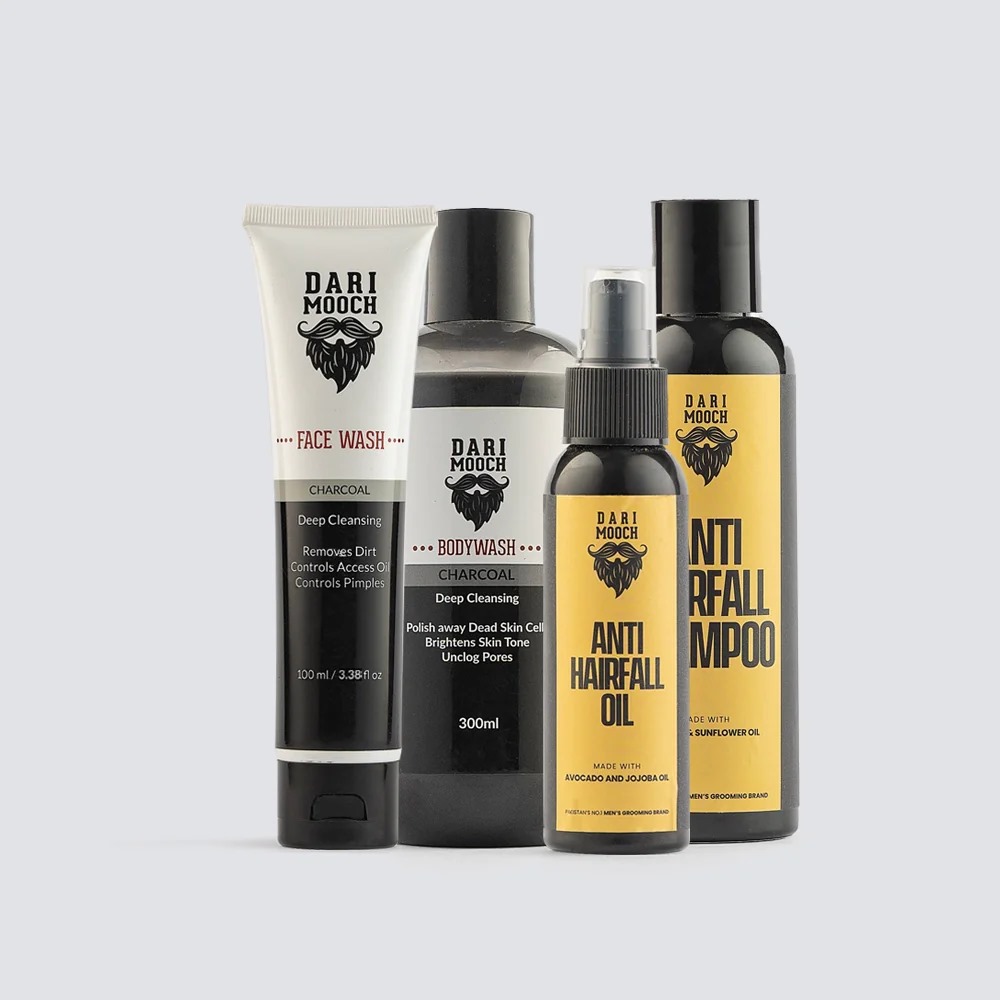 DARI
MOOCH
FACE WASH
CHARCOAL
Deep Cleansing
Removes Dirt
Controls Access Oil
Controls Pimples
100 ml / 3.38 fl oz
DARI
MOOCH
BODYWASH
CHARCOAL
Deep Cleansing
Polish away Dead Skin Cell
Brightens Skin Tone
Unclog Pores
300ml
DARI
MOOCH
ANTI
HAIRFALL
OIL
MADE WITH
AVOCADO AND JOJOBA OIL
PAKISTAN'S NO.1 MEN'S GROOMING BRAND
DARI
MOOCH
NTI
RFALL
MPOO
ADE WITH
& SUNFLOWER OIL
MEN'S GROOMING BRAND